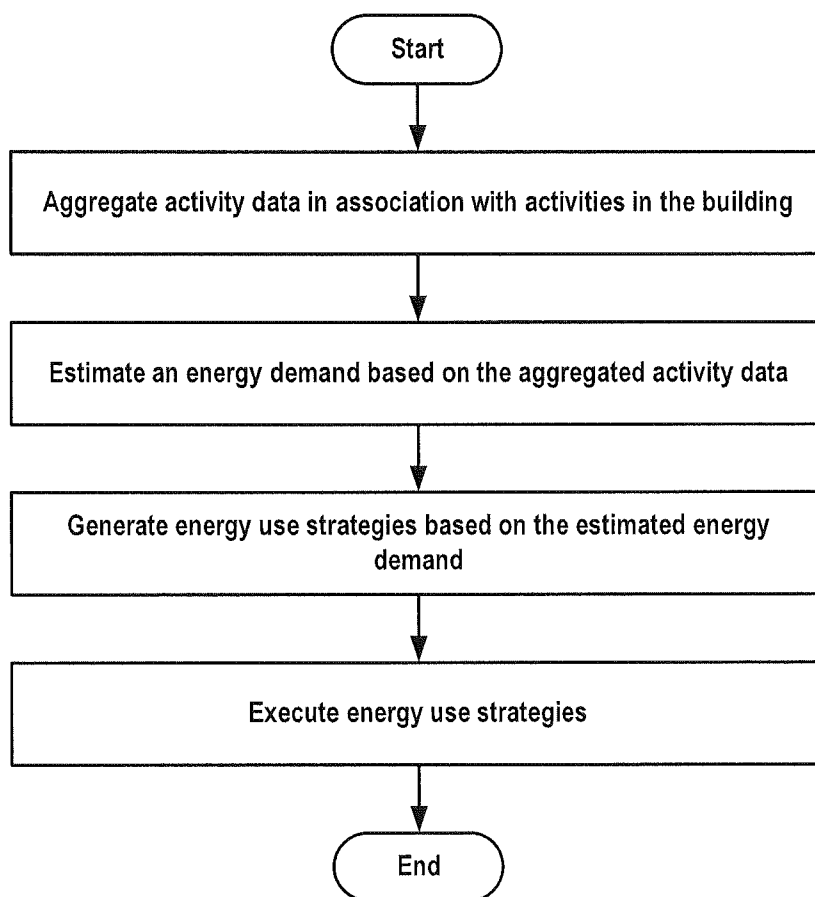 Start
Aggregate activity data in association with activities in the building
Estimate an energy demand based on the aggregated activity data
Generate energy use strategies based on the estimated energy
demand
Execute energy use strategies
End